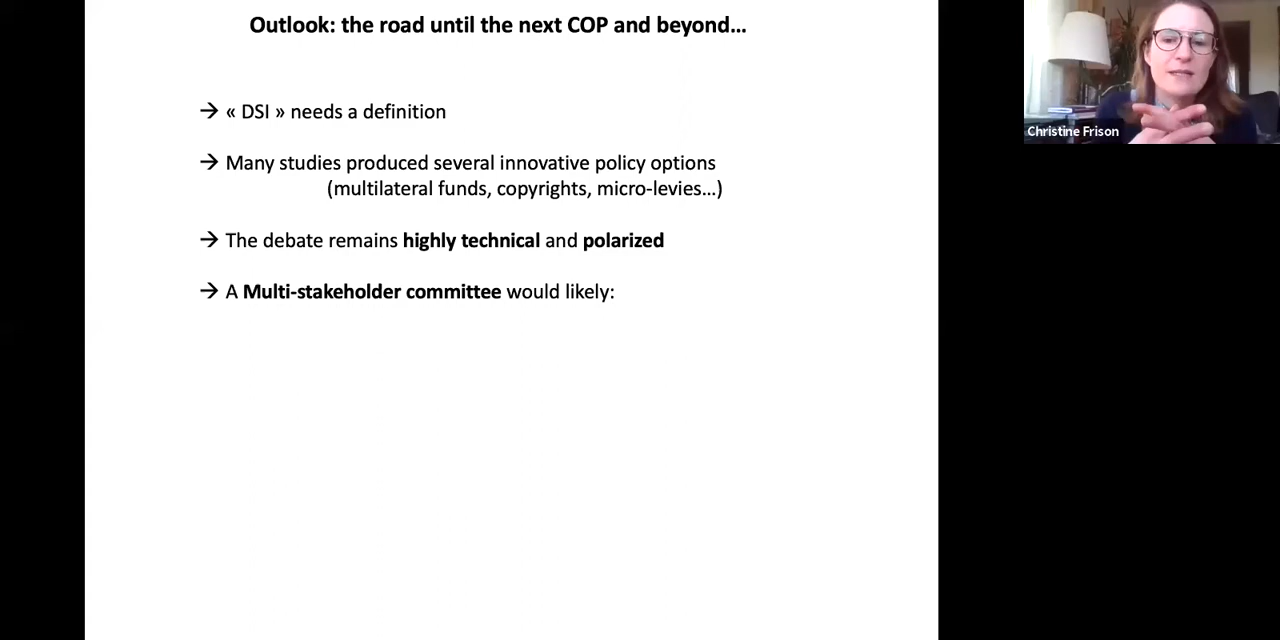 Outlook: the road until the next COP and beyond...
→ « DSI » needs a definition
→ Many studies produced several innovative policy options
(multilateral funds, copyrights, micro-levies...)
→ The debate remains highly technical and polarized
→ A Multi-stakeholder committee would likely:
Christine Frison